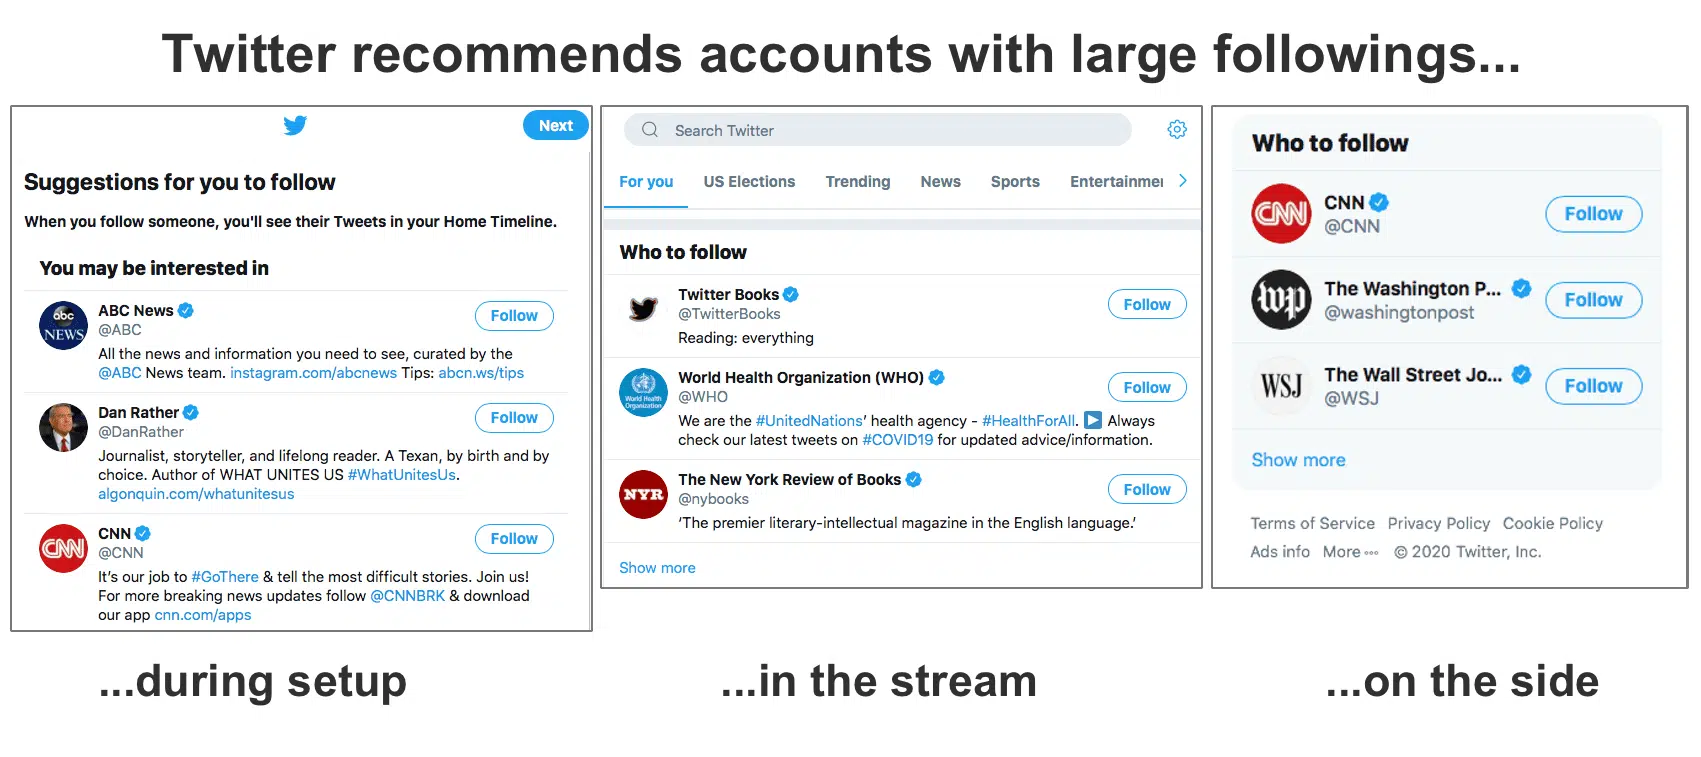 Twitter recommends accounts with large followings...
Next
Suggestions for you to follow
When you follow someone, you'll see their Tweets in your Home Timeline.
You may be interested in
abc
NEWS
ABC News
@ABC
Follow
All the news and information you need to see, curated by the
@ABC News team. instagram.com/abcnews Tips: abcn.ws/tips
Dan Rather
@DanRather
Follow
Journalist, storyteller, and lifelong reader. A Texan, by birth and by
choice. Author of WHAT UNITES US #WhatUnitesUs.
algonquin.com/whatunitesus
CNN
CNN
@CNN
Follow
It's our job to #GoThere & tell the most difficult stories. Join us!
For more breaking news updates follow @CNNBRK & download
our app cnn.com/apps
...during setup
Search Twitter
For you US Elections Trending News Sports Entertainmer
Who to follow
Twitter Books
@TwitterBooks
Follow
Reading: everything
World Health
Organization
World Health Organization (WHO)
@WHO
Follow
We are the #UnitedNations' health agency - #HealthForAll. ▶ Always
check our latest tweets on #COVID19 for updated advice/information.
NYR
The New York Review of Books
@nybooks
Follow
'The premier literary-intellectual magazine in the English language.'
Show more
...in the stream
Who to follow
CNN
CNN
@CNN
Follow
wp
The Washington P...
@washingtonpost
Follow
WSJ
The Wall Street Jo...
@WSJ
Follow
Show more
Terms of Service Privacy Policy Cookie Policy
Ads info More © 2020 Twitter, Inc.
...on the side